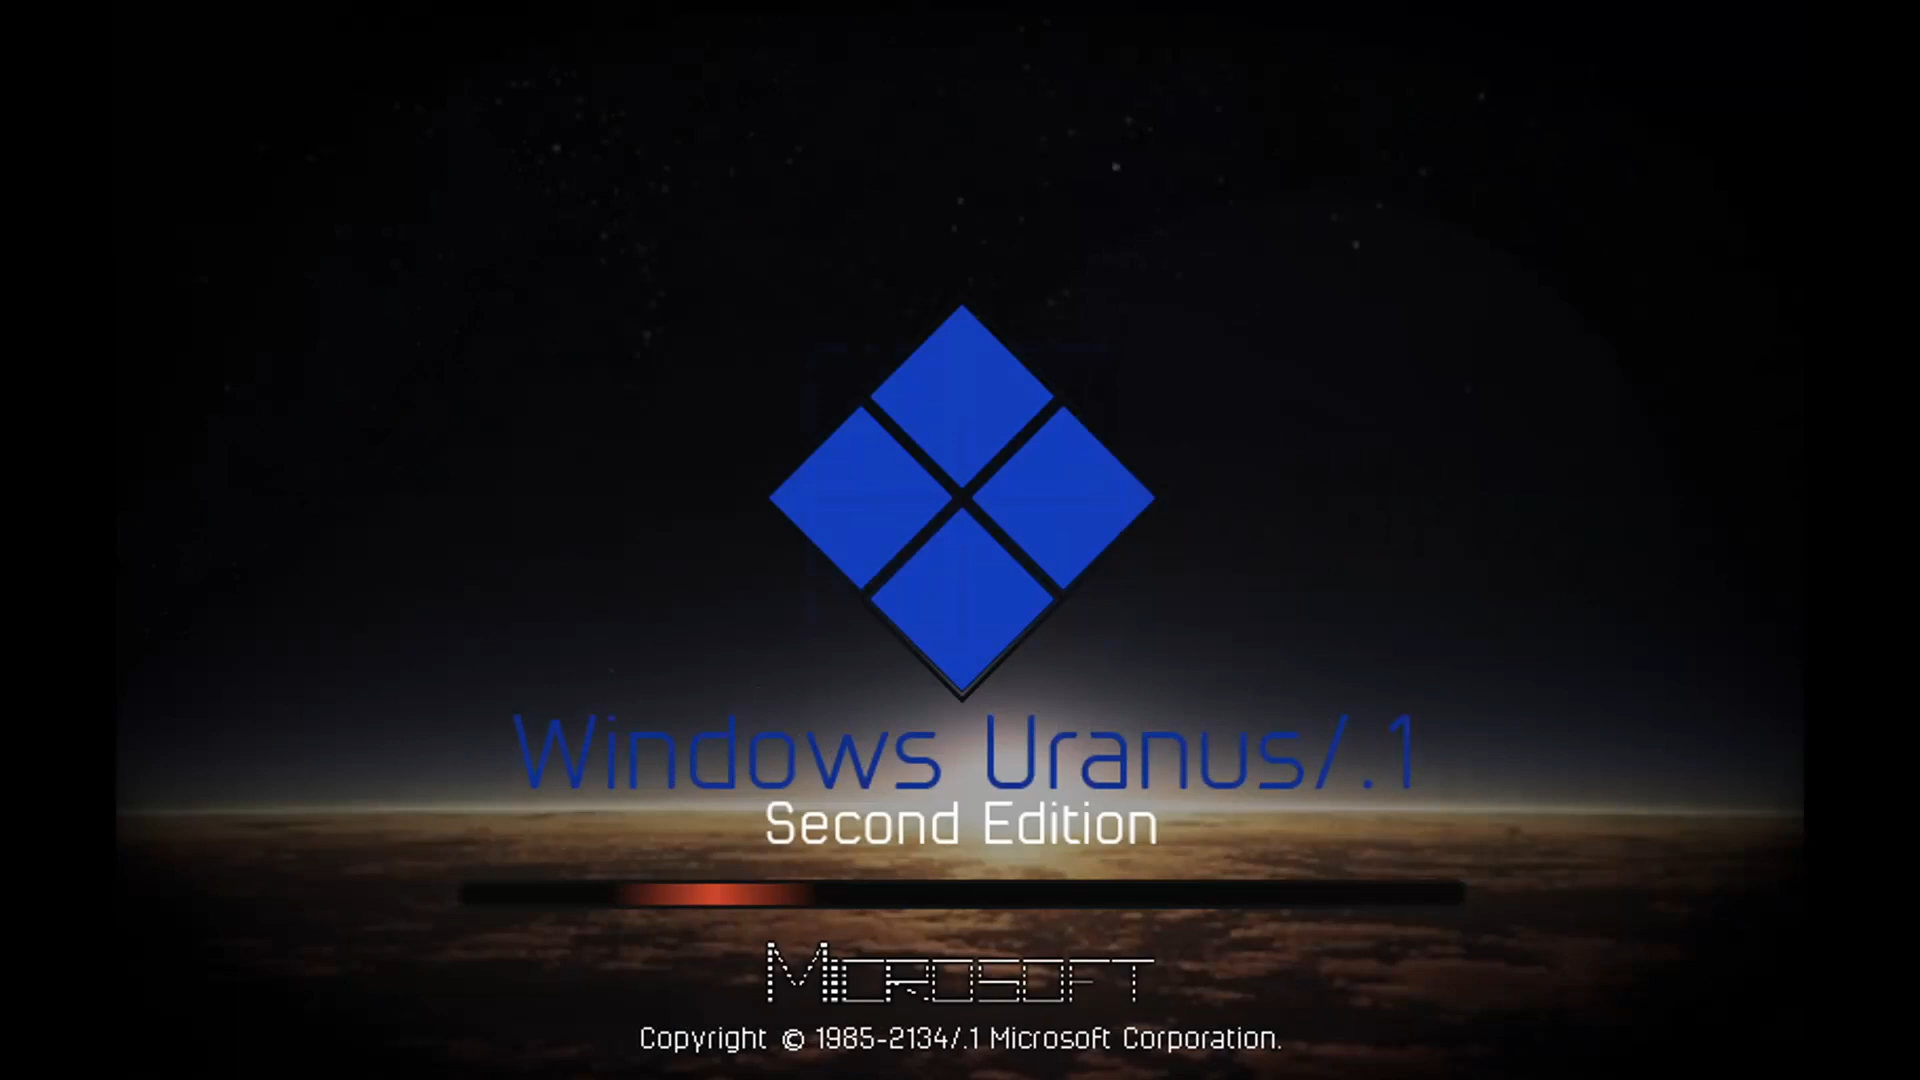 Windows Uranus/.1
Second Edition
Microsoft
Copyright © 1985-2134/.1 Microsoft Corporation.